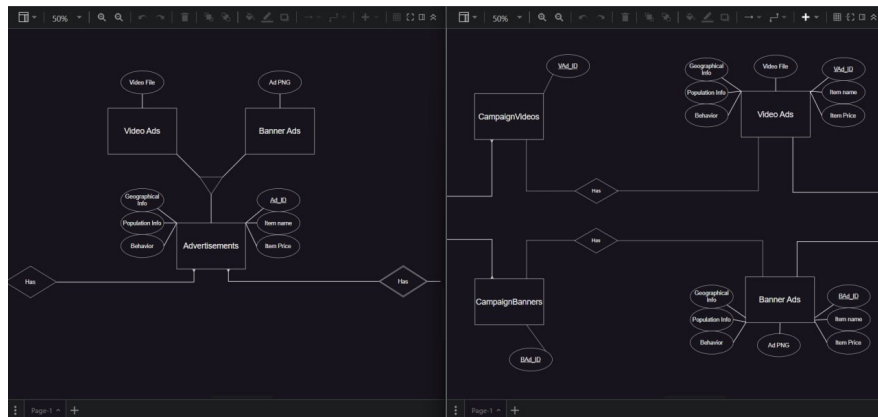 50%
Video File
Ad PNG
Video Ads
Banner Ads
Geographical
Info
Ad_ID
Population Info
Item name
Behavior
Advertisements
Item Price
Has
Has
Page-1
50%
VAd_ID
Geographical
Info
Video File
VAd_ID
Population Info
Item name
CampaignVideos
Behavior
Video Ads
Item Price
Has
Has
CampaignBanners
Geographical
Info
Banner Ads
BAd_ID
Population Info
Item name
Behavior
Ad PNG
Item Price
BAd_ID
Page-1